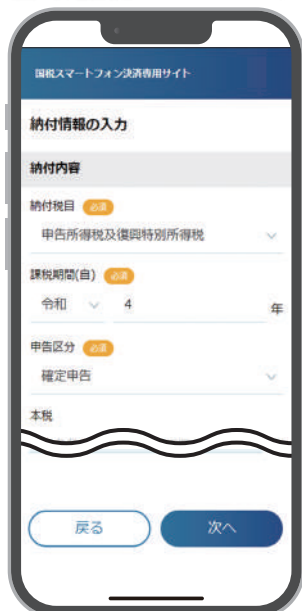 国税スマートフォン決済専用サイト
納付情報の入力
納付内容
納付税目 必須
申告所得税及復興特別所得税
課税期間(自) 必須
令和 4 年
申告区分 必須
確定申告
本税
戻る 次へ